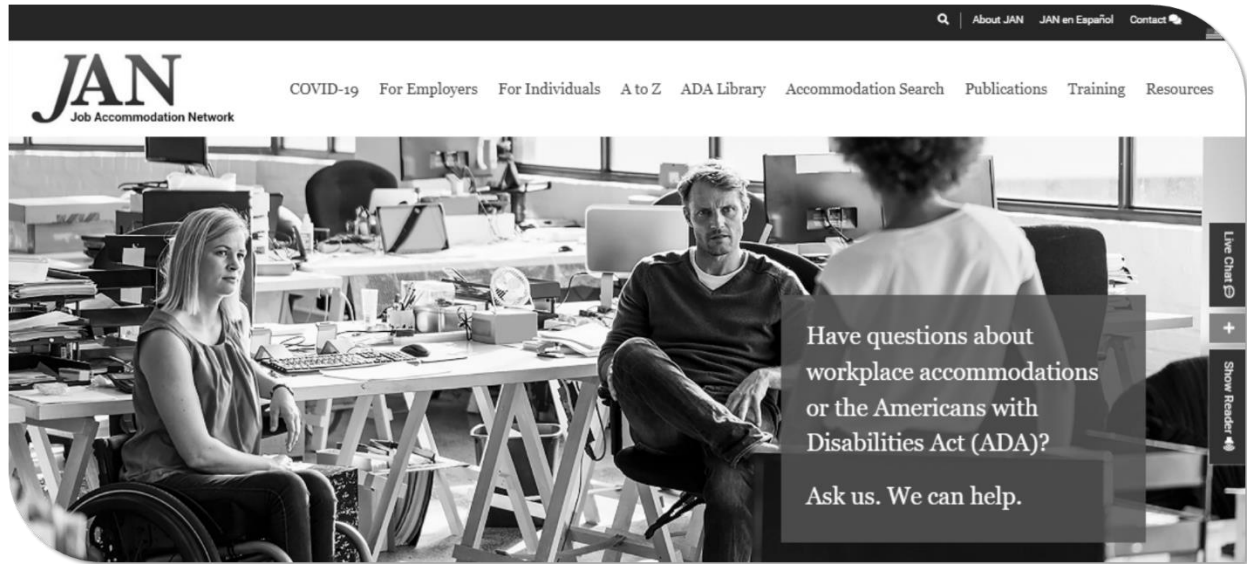 About JAN JAN en Español Contact
JAN
Job Accommodation Network
COVID-19 For Employers For Individuals A to Z ADA Library Accommodation Search Publications Training Resources
Live Chat
+
Show Reader
Have questions about
workplace accommodations
or the Americans with
Disabilities Act (ADA)?
Ask us. We can help.